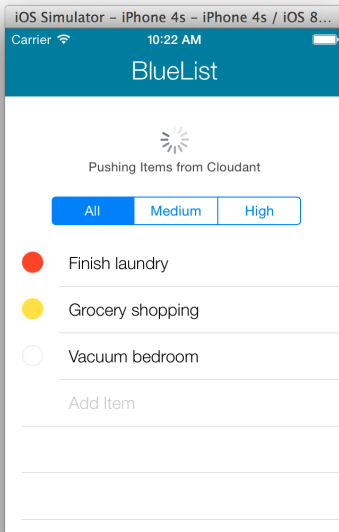 iOS Simulator – iPhone 4s – iPhone 4s / iOS 8...
Carrier 10:22 AM
BlueList
Pushing Items from Cloudant
All Medium High
Finish laundry
Grocery shopping
Vacuum bedroom
Add Item